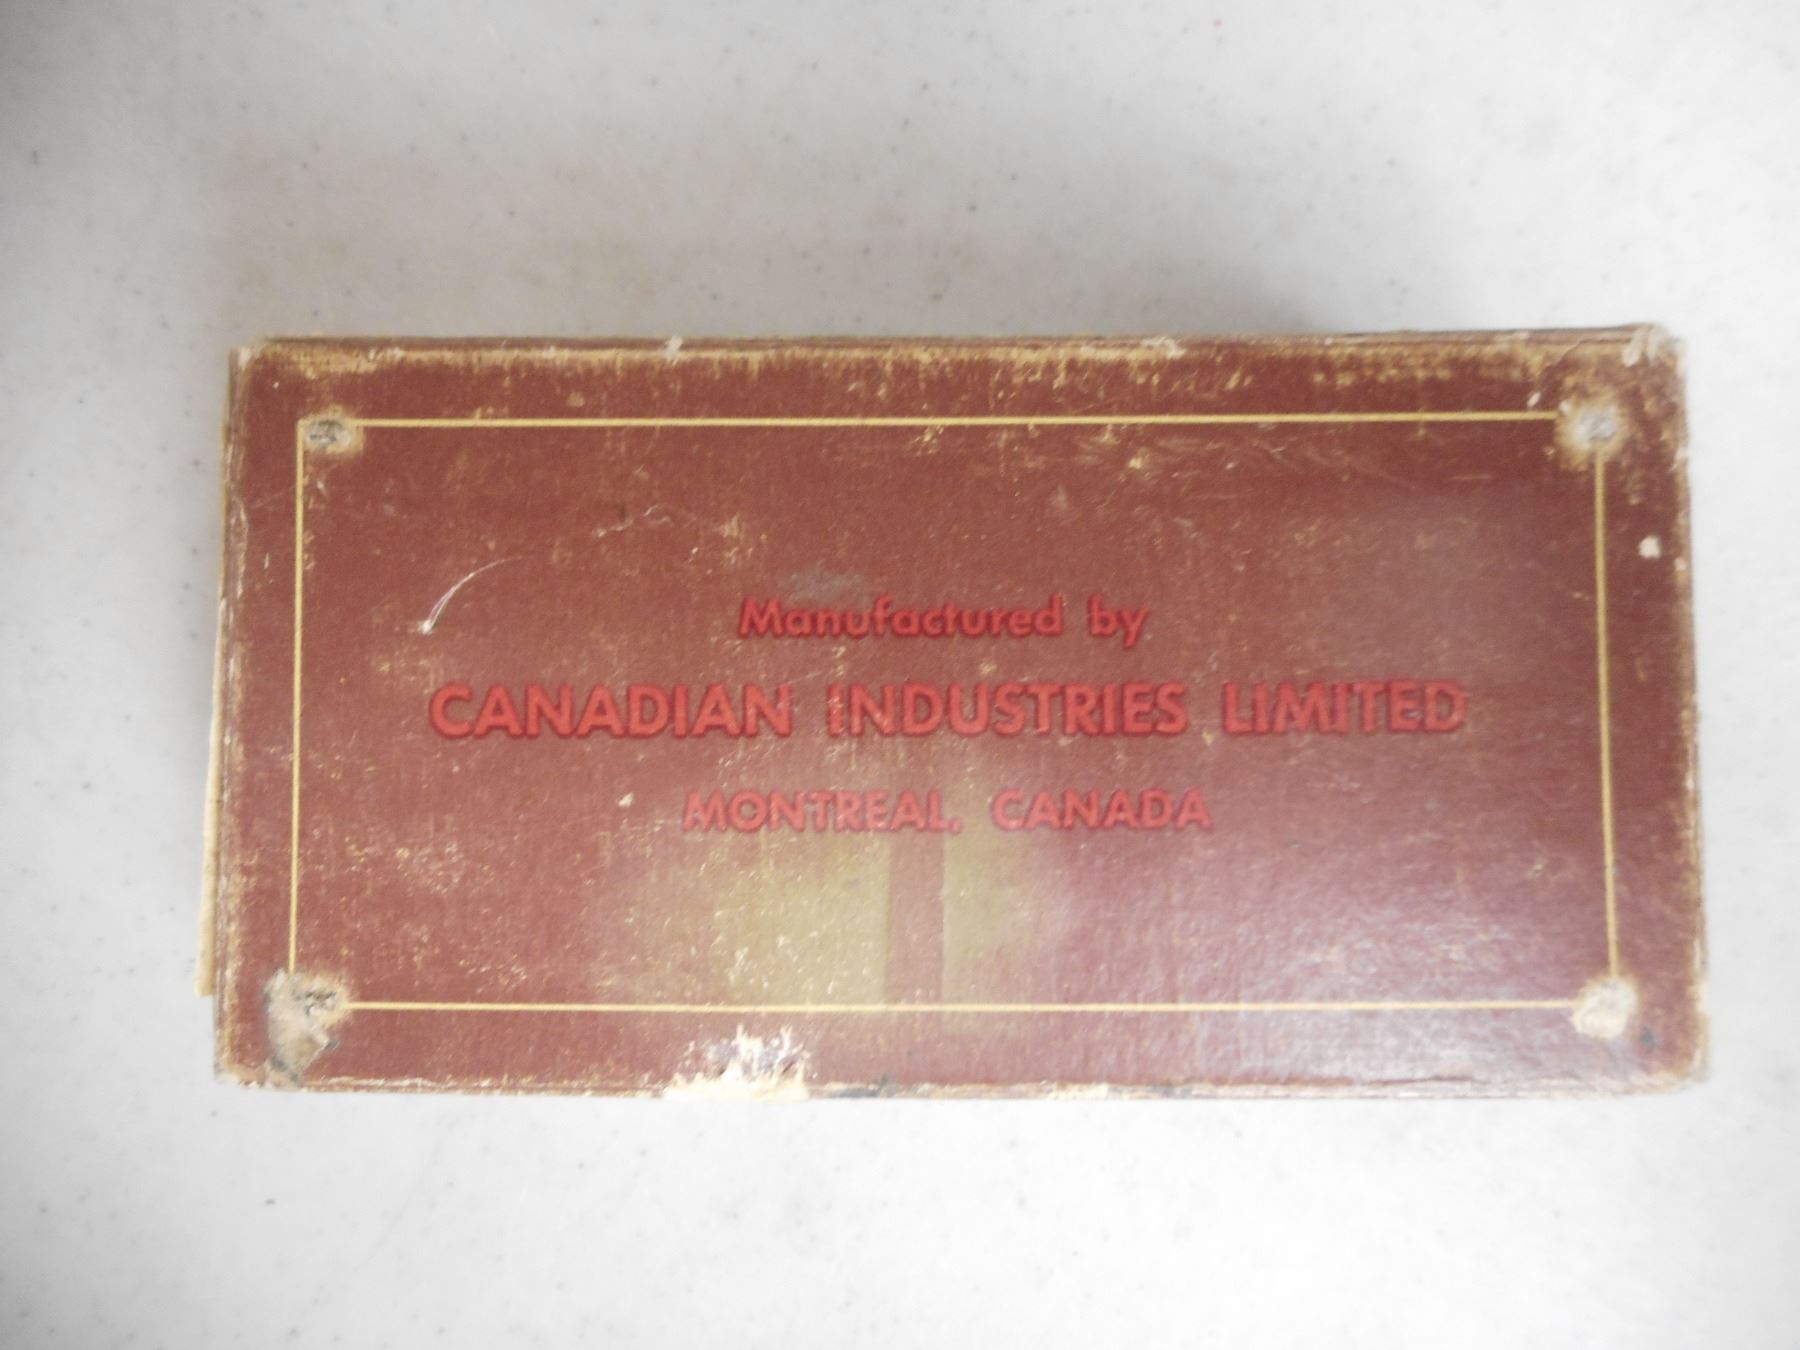 Manufactured by
CANADIAN INDUSTRIES LIMITED
MONTREAL, CANADA